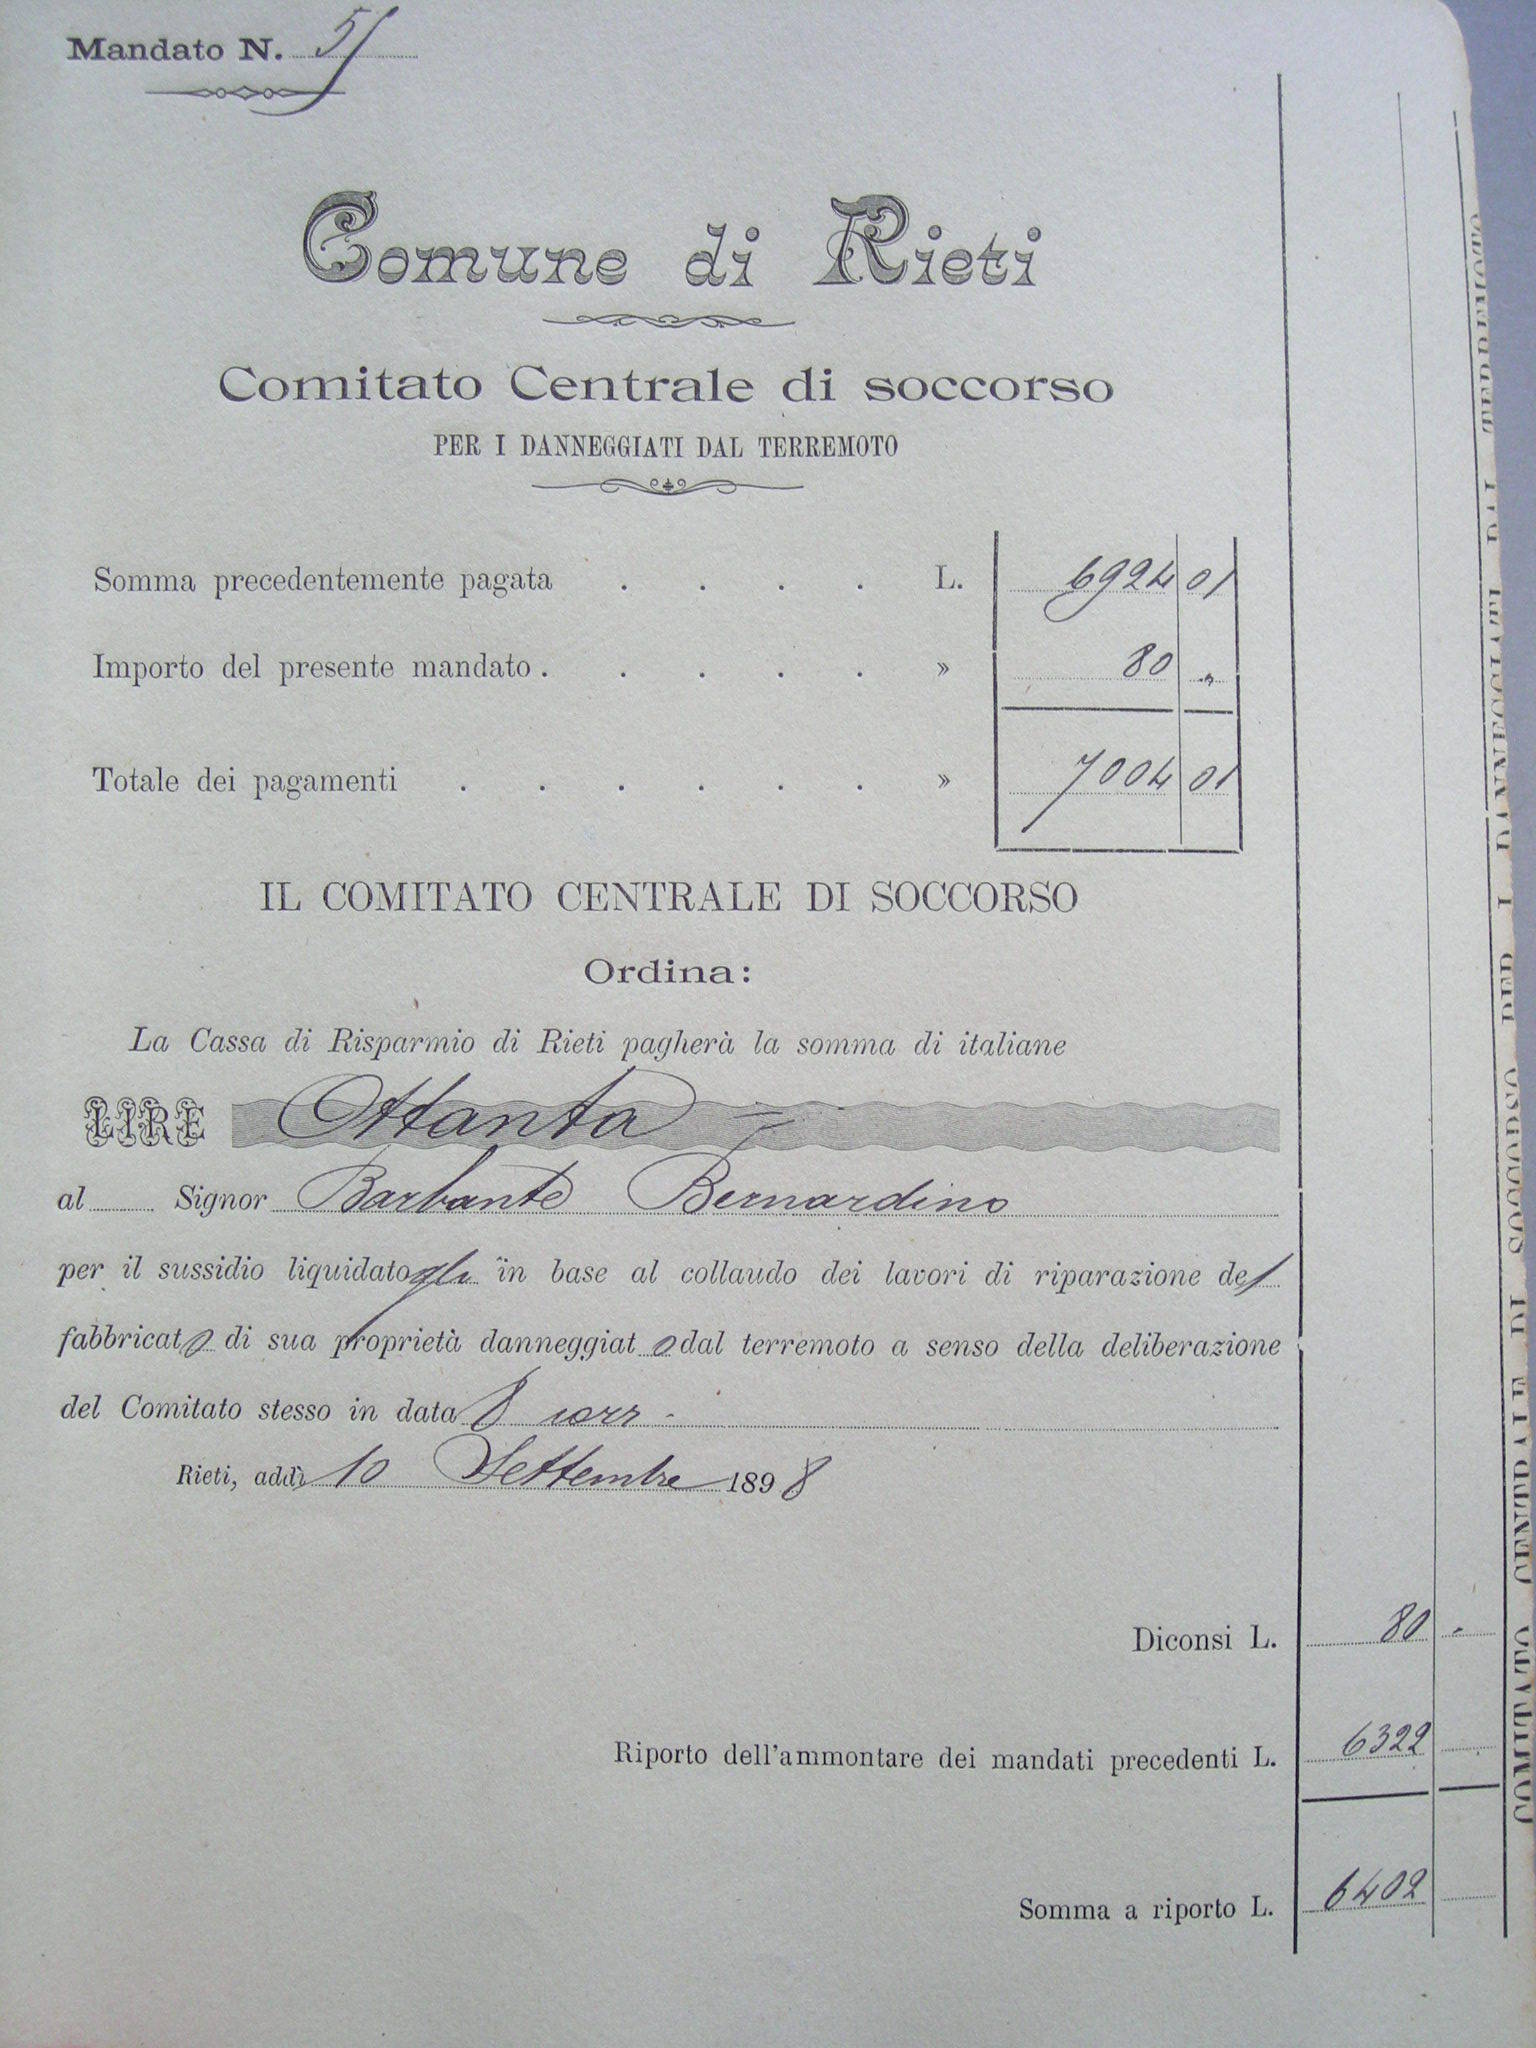 Mandato N. 51
Comune di Rieti
Comitato Centrale di soccorso
PER I DANNEGGIATI DAL TERREMOTO
Somma precedentemente pagata . . . . L. 6924 01
Importo del presente mandato . . . . . » 80 „
Totale dei pagamenti . . . . . . » 7004 01
IL COMITATO CENTRALE DI SOCCORSO
Ordina:
La Cassa di Risparmio di Rieti pagherà la somma di italiane
LIRE Ottanta =
al Signor Barbante Bernardino
per il sussidio liquidatogli in base al collaudo dei lavori di riparazione del
fabbricato di sua proprietà danneggiato dal terremoto a senso della deliberazione
del Comitato stesso in data 8 corr.
Rieti, addì 10 Settembre 1898
Diconsi L. 80 „
Riporto dell'ammontare dei mandati precedenti L. 6322
Somma a riporto L. 6402
COMITATO CENTRALE DI SOCCORSO PER I DANNEGGIATI DAL TERREMOTO